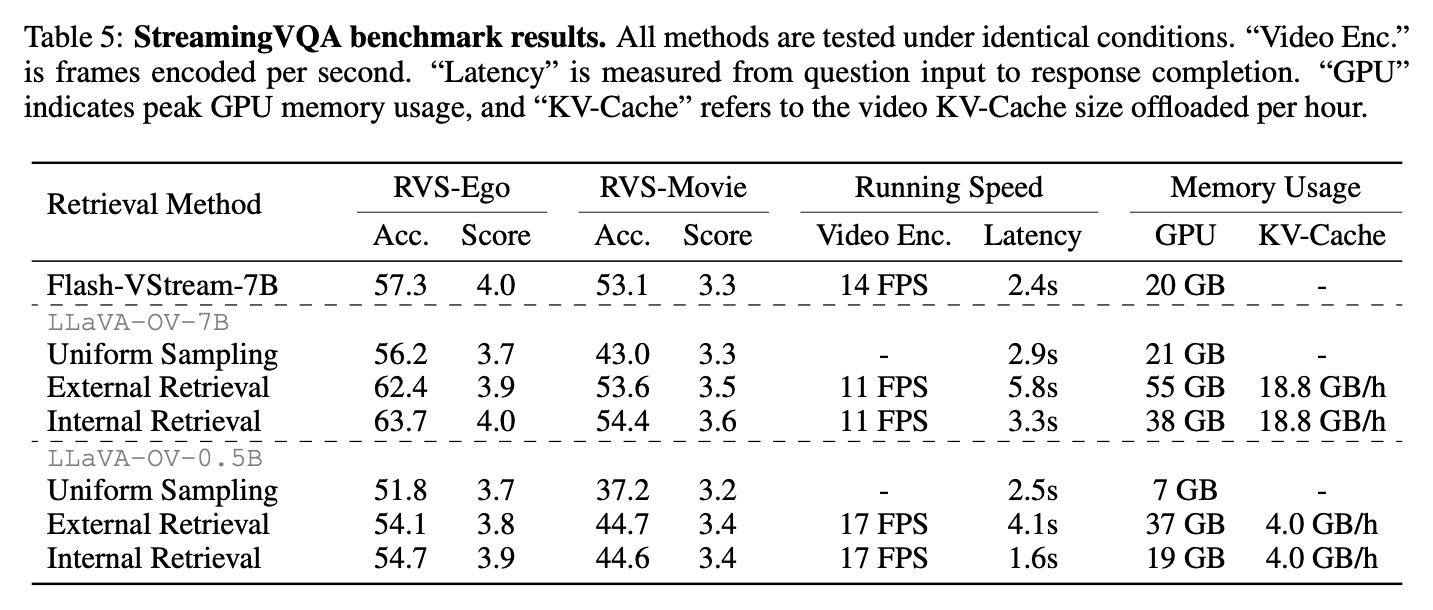 Table 5: StreamingVQA benchmark results. All methods are tested under identical conditions. “Video Enc.”
is frames encoded per second. “Latency” is measured from question input to response completion. “GPU”
indicates peak GPU memory usage, and “KV-Cache” refers to the video KV-Cache size offloaded per hour.
Retrieval Method RVS-Ego RVS-Movie Running Speed Memory Usage
Acc. Score Acc. Score Video Enc. Latency GPU KV-Cache
Flash-VStream-7B 57.3 4.0 53.1 3.3 14 FPS 2.4s 20 GB -
LLaVA-OV-7B
Uniform Sampling 56.2 3.7 43.0 3.3 - 2.9s 21 GB -
External Retrieval 62.4 3.9 53.6 3.5 11 FPS 5.8s 55 GB 18.8 GB/h
Internal Retrieval 63.7 4.0 54.4 3.6 11 FPS 3.3s 38 GB 18.8 GB/h
LLaVA-OV-0.5B
Uniform Sampling 51.8 3.7 37.2 3.2 - 2.5s 7 GB -
External Retrieval 54.1 3.8 44.7 3.4 17 FPS 4.1s 37 GB 4.0 GB/h
Internal Retrieval 54.7 3.9 44.6 3.4 17 FPS 1.6s 19 GB 4.0 GB/h